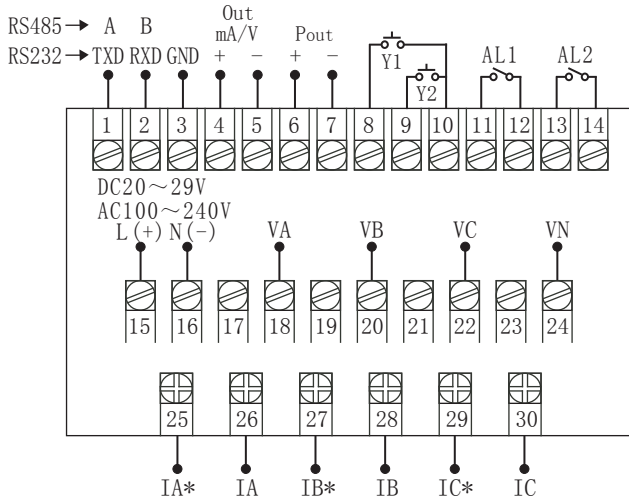 RS485 A B Out
mA/V Pout
RS232 TXD RXD GND + − + − Y1 Y2 AL1 AL2
1 2 3 4 5 6 7 8 9 10 11 12 13 14
DC20～29V
AC100～240V
L(+) N(-) VA VB VC VN
15 16 17 18 19 20 21 22 23 24
25 26 27 28 29 30
IA* IA IB* IB IC* IC